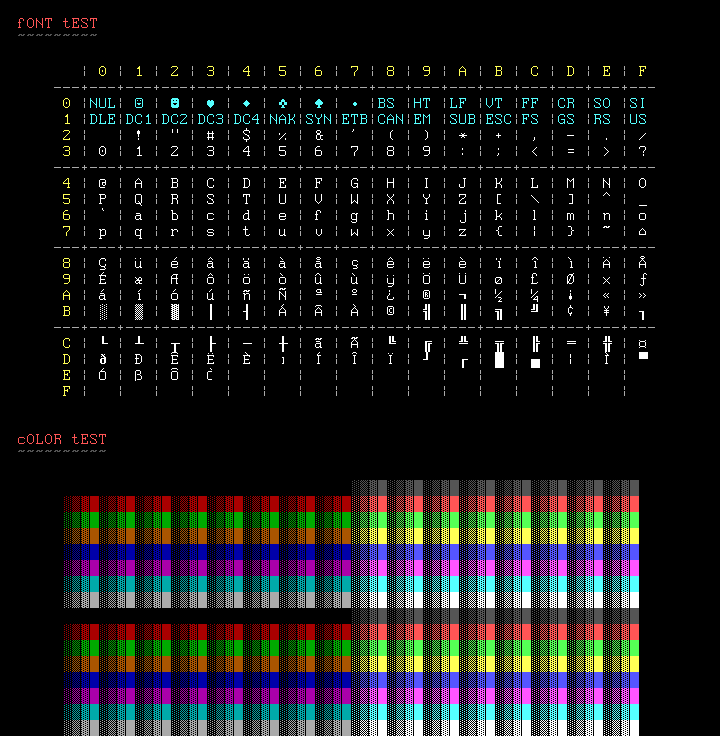 fONT tEST
~~~~~~~~~
¦ 0 ¦ 1 ¦ 2 ¦ 3 ¦ 4 ¦ 5 ¦ 6 ¦ 7 ¦ 8 ¦ 9 ¦ A ¦ B ¦ C ¦ D ¦ E ¦ F
0 ¦NUL¦ ☺ ¦ ☻ ¦ ♥ ¦ ♦ ¦ ♣ ¦ ♠ ¦ • ¦BS ¦HT ¦LF ¦VT ¦FF ¦CR ¦SO ¦SI
1 ¦DLE¦DC1¦DC2¦DC3¦DC4¦NAK¦SYN¦ETB¦CAN¦EM ¦SUB¦ESC¦FS ¦GS ¦RS ¦US
2 ¦   ¦ ! ¦ " ¦ # ¦ $ ¦ % ¦ & ¦ ' ¦ ( ¦ ) ¦ * ¦ + ¦ , ¦ - ¦ . ¦ /
3 ¦ 0 ¦ 1 ¦ 2 ¦ 3 ¦ 4 ¦ 5 ¦ 6 ¦ 7 ¦ 8 ¦ 9 ¦ : ¦ ; ¦ < ¦ = ¦ > ¦ ?
4 ¦ @ ¦ A ¦ B ¦ C ¦ D ¦ E ¦ F ¦ G ¦ H ¦ I ¦ J ¦ K ¦ L ¦ M ¦ N ¦ O
5 ¦ P ¦ Q ¦ R ¦ S ¦ T ¦ U ¦ V ¦ W ¦ X ¦ Y ¦ Z ¦ [ ¦ \ ¦ ] ¦ ^ ¦ _
6 ¦ ` ¦ a ¦ b ¦ c ¦ d ¦ e ¦ f ¦ g ¦ h ¦ i ¦ j ¦ k ¦ l ¦ m ¦ n ¦ o
7 ¦ p ¦ q ¦ r ¦ s ¦ t ¦ u ¦ v ¦ w ¦ x ¦ y ¦ z ¦ { ¦ ¦ ¦ } ¦ ~ ¦ ⌂
8 ¦ Ç ¦ ü ¦ é ¦ â ¦ ä ¦ à ¦ å ¦ ç ¦ ê ¦ ë ¦ è ¦ ï ¦ î ¦ ì ¦ Ä ¦ Å
9 ¦ É ¦ æ ¦ Æ ¦ ô ¦ ö ¦ ò ¦ û ¦ ù ¦ ÿ ¦ Ö ¦ Ü ¦ ø ¦ £ ¦ Ø ¦ × ¦ ƒ
A ¦ á ¦ í ¦ ó ¦ ú ¦ ñ ¦ Ñ ¦ ª ¦ º ¦ ¿ ¦ ® ¦ ¬ ¦ ½ ¦ ¼ ¦ ¡ ¦ « ¦ »
B ¦ ░ ¦ ▒ ¦ ▓ ¦ │ ¦ ┤ ¦ Á ¦ Â ¦ À ¦ © ¦ ╣ ¦ ║ ¦ ╗ ¦ ╝ ¦ ¢ ¦ ¥ ¦ ┐
C ¦ └ ¦ ┴ ¦ ┬ ¦ ├ ¦ ─ ¦ ┼ ¦ ã ¦ Ã ¦ ╚ ¦ ╔ ¦ ╩ ¦ ╦ ¦ ╠ ¦ ═ ¦ ╬ ¦ ¤
D ¦ ð ¦ Ð ¦ Ê ¦ Ë ¦ È ¦ ı ¦ Í ¦ Î ¦ Ï ¦ ┘ ¦ ┌ ¦ █ ¦ ▄ ¦ ¦ ¦ Ì ¦ ▀
E ¦ Ó ¦ ß ¦ Ô ¦ Ò ¦   ¦   ¦   ¦   ¦   ¦   ¦   ¦   ¦   ¦   ¦   ¦
F ¦   ¦   ¦   ¦   ¦   ¦   ¦   ¦   ¦   ¦   ¦   ¦   ¦   ¦   ¦   ¦
cOLOR tEST
~~~~~~~~~~